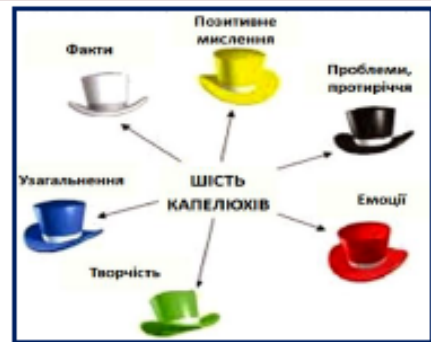 Позитивне
мислення
Факти
Проблеми,
протиріччя
Узагальнення
ШІСТЬ
КАПЕЛЮХІВ
Емоції
Творчість